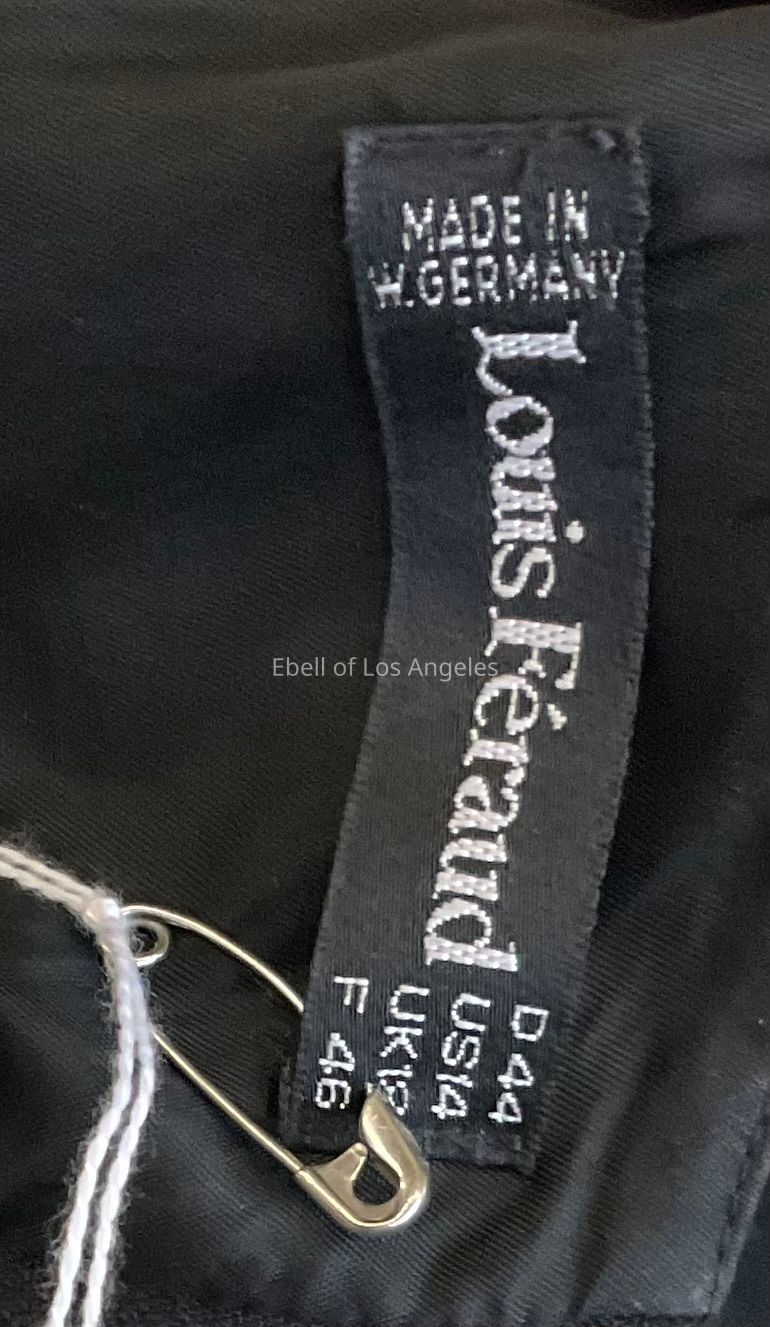 MADE IN
W.GERMANY
Louis Féraud
D 44
US14
F 46
Ebell of Los Angeles